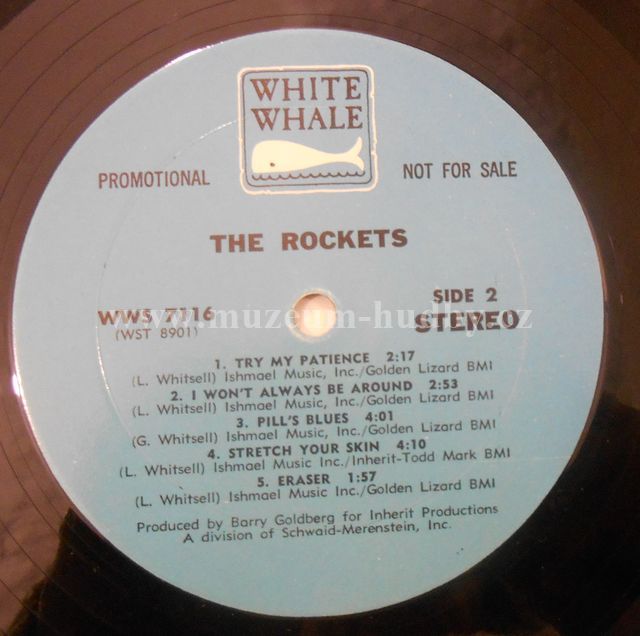 WHITE
WHALE
PROMOTIONAL
NOT FOR SALE
THE ROCKETS
WWS 7116
(WST 8901)
SIDE 2
STEREO
www.muzeum-hudby.cz
1. TRY MY PATIENCE 2:17
(L. Whitsell) Ishmael Music, Inc./Golden Lizard BMI
2. I WON'T ALWAYS BE AROUND 2:53
(L. Whitsell) Ishmael Music, Inc./Golden Lizard BMI
3. PILL'S BLUES 4:01
(G. Whitsell) Ishmael Music, Inc./Golden Lizard BMI
4. STRETCH YOUR SKIN 4:10
(L. Whitsell) Ishmael Music Inc./Inherit-Todd Mark BMI
5. ERASER 1:57
(L. Whitsell) Ishmael Music Inc./Golden Lizard BMI
Produced by Barry Goldberg for Inherit Productions
A division of Schwaid-Merenstein, Inc.